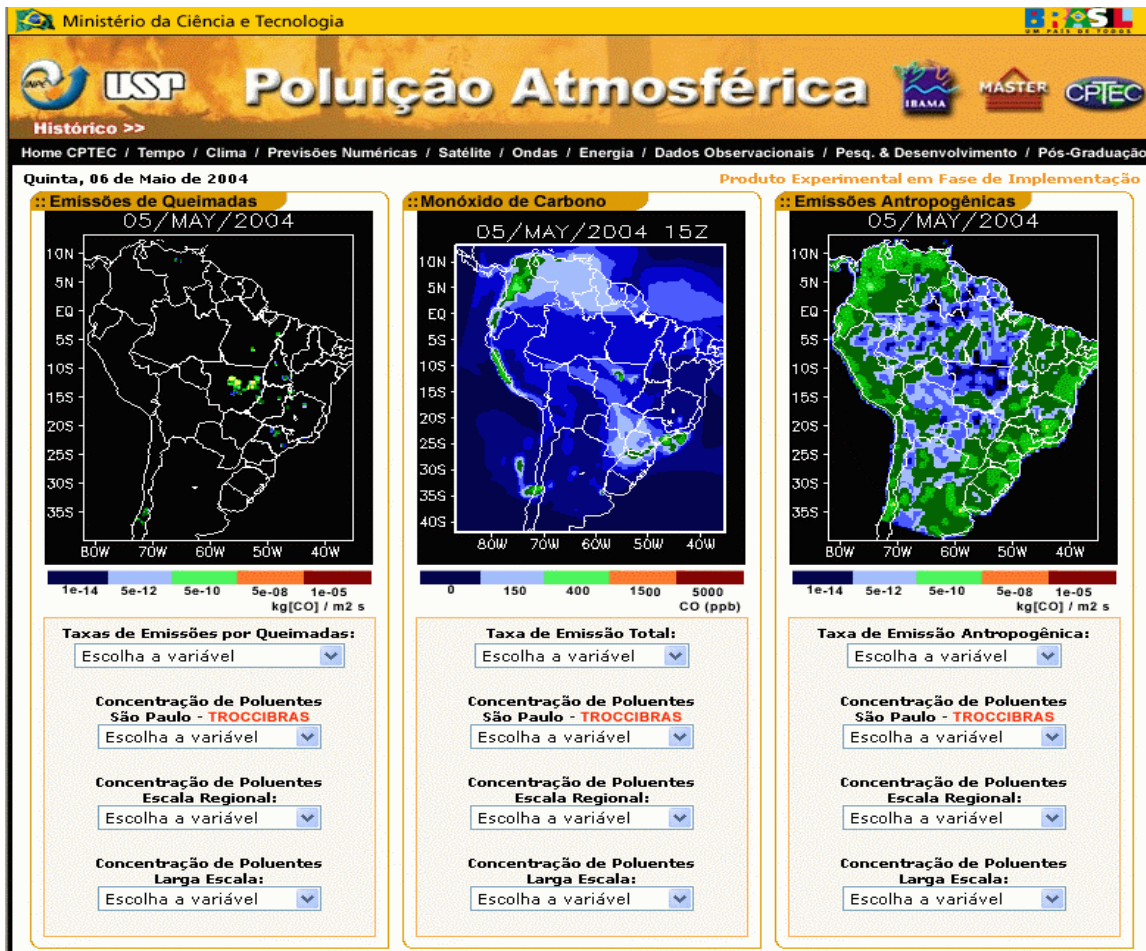 Ministério da Ciência e Tecnologia
BRASIL
UM PAÍS DE TODOS
INPE
USP
Poluição Atmosférica
IBAMA
MASTER
CPTEC
Histórico >>
Home CPTEC / Tempo / Clima / Previsões Numéricas / Satélite / Ondas / Energia / Dados Observacionais / Pesq. & Desenvolvimento / Pós-Graduação
Quinta, 06 de Maio de 2004
Produto Experimental em Fase de Implementação
:: Emissões de Queimadas
05/MAY/2004
10N
5N
EQ
5S
10S
15S
20S
25S
30S
35S
80W 70W 60W 50W 40W
1e-14 5e-12 5e-10 5e-08 1e-05
kg[CO] / m2 s
Taxas de Emissões por Queimadas:
Escolha a variável
Concentração de Poluentes
São Paulo - TROCCIBRAS
Escolha a variável
Concentração de Poluentes
Escala Regional:
Escolha a variável
Concentração de Poluentes
Larga Escala:
Escolha a variável
:: Monóxido de Carbono
05/MAY/2004 15Z
10N
5N
EQ
5S
10S
15S
20S
25S
30S
35S
40S
80W 70W 60W 50W 40W
0 150 400 1500 5000
CO (ppb)
Taxa de Emissão Total:
Escolha a variável
Concentração de Poluentes
São Paulo - TROCCIBRAS
Escolha a variável
Concentração de Poluentes
Escala Regional:
Escolha a variável
Concentração de Poluentes
Larga Escala:
Escolha a variável
:: Emissões Antropogênicas
05/MAY/2004
10N
5N
EQ
5S
10S
15S
20S
25S
30S
35S
80W 70W 60W 50W 40W
1e-14 5e-12 5e-10 5e-08 1e-05
kg[CO] / m2 s
Taxa de Emissão Antropogênica:
Escolha a variável
Concentração de Poluentes
São Paulo - TROCCIBRAS
Escolha a variável
Concentração de Poluentes
Escala Regional:
Escolha a variável
Concentração de Poluentes
Larga Escala:
Escolha a variável